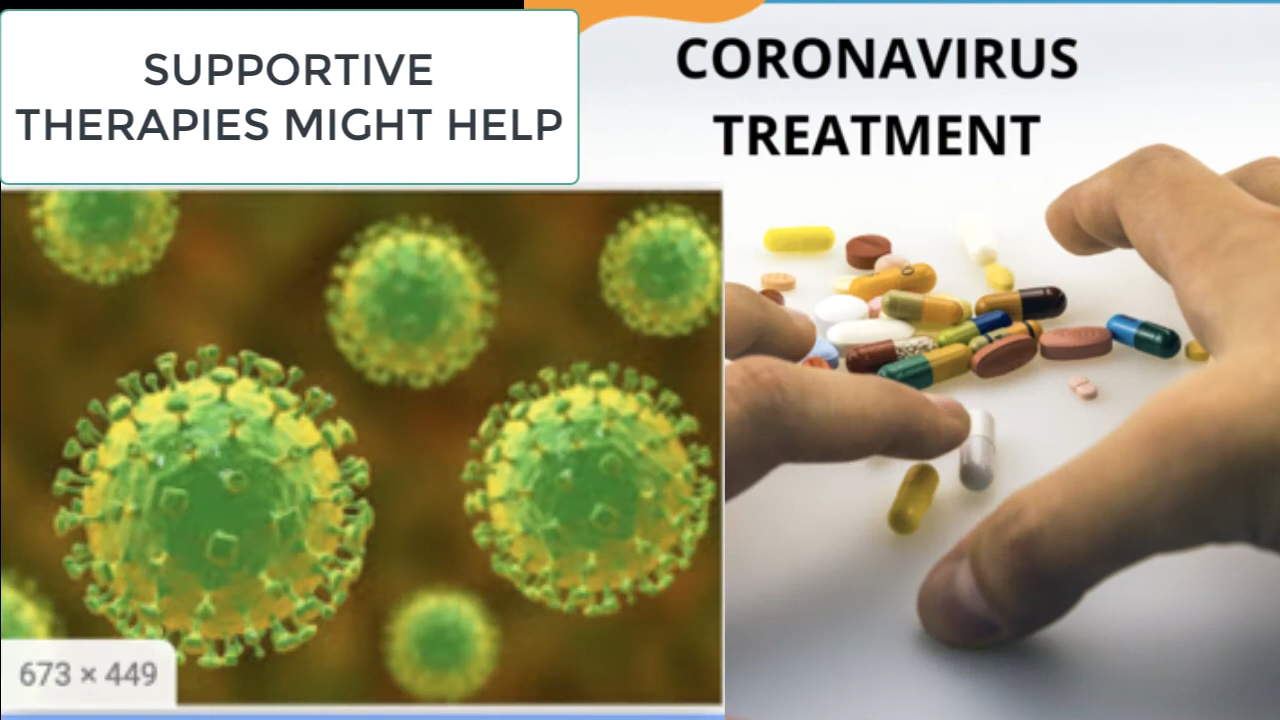 SUPPORTIVE
THERAPIES MIGHT HELP
CORONAVIRUS
TREATMENT
673 × 449